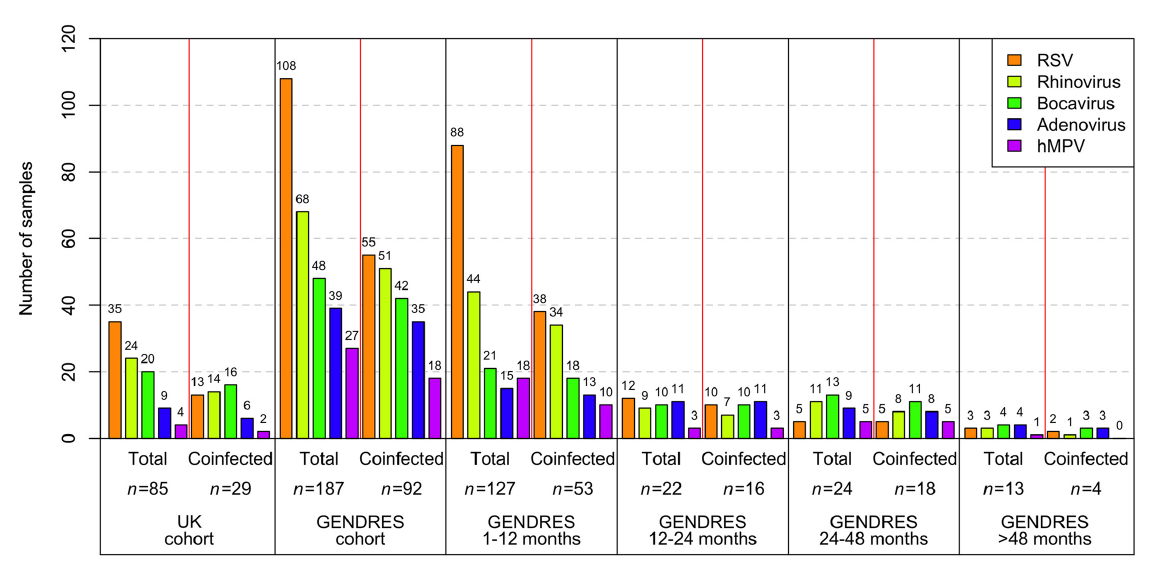 Number of samples
120
100
80
60
40
20
0
RSV
Rhinovirus
Bocavirus
Adenovirus
hMPV
35 24 20 9 4 13 14 16 6 2
108 68 48 39 27 55 51 42 35 18
88 44 21 15 18 38 34 18 13 10
12 9 10 11 3 10 7 10 11 3
5 11 13 9 5 5 8 11 8 5
3 3 4 4 1 2 1 3 3 0
Total Coinfected Total Coinfected Total Coinfected Total Coinfected Total Coinfected Total Coinfected
n=85 n=29 n=187 n=92 n=127 n=53 n=22 n=16 n=24 n=18 n=13 n=4
UK GENDRES GENDRES GENDRES GENDRES GENDRES
cohort cohort 1-12 months 12-24 months 24-48 months >48 months